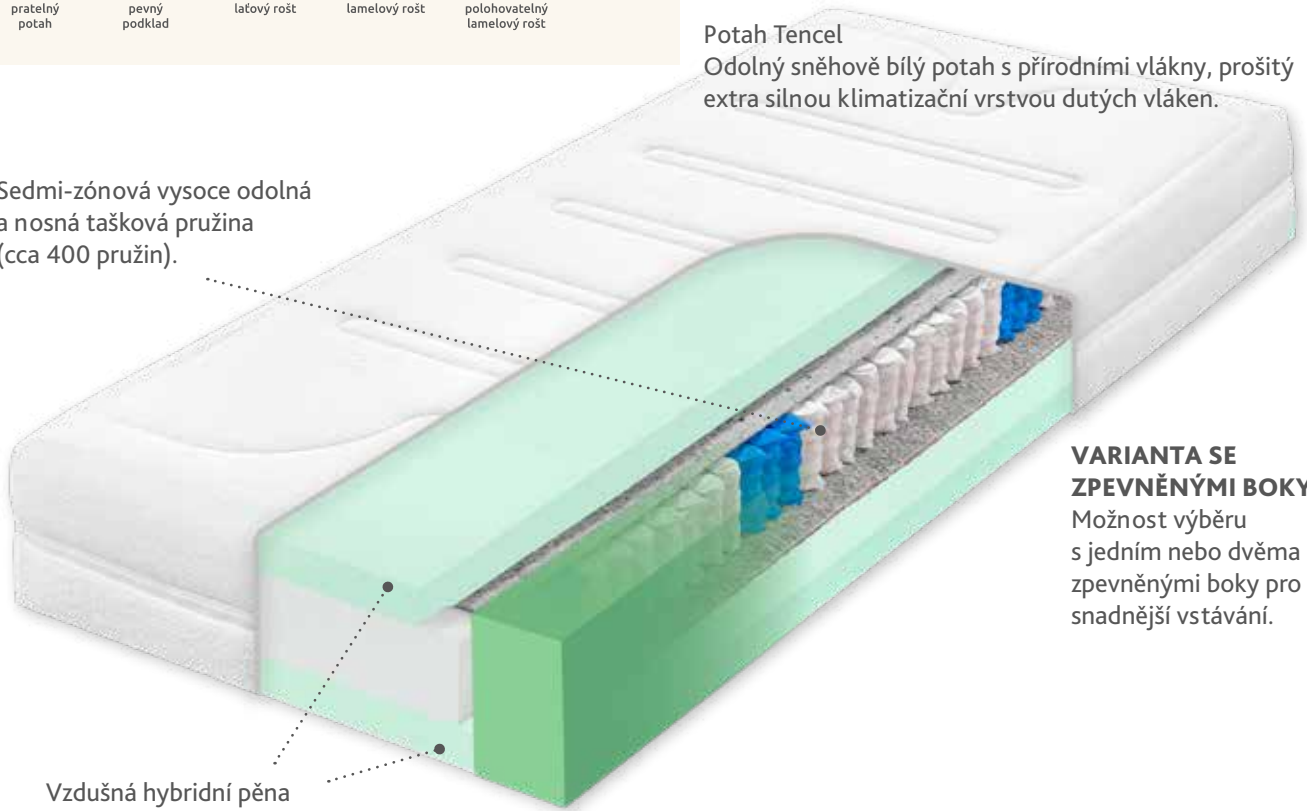 pratelný
potah
pevný
podklad
laťový rošt
lamelový rošt
polohovatelný
lamelový rošt
Potah Tencel
Odolný sněhově bílý potah s přírodními vlákny, prošitý
extra silnou klimatizační vrstvou dutých vláken.
Sedmi-zónová vysoce odolná
a nosná tašková pružina
(cca 400 pružin).
VARIANTA SE
ZPEVNĚNÝMI BOKY
Možnost výběru
s jedním nebo dvěma
zpevněnými boky pro
snadnější vstávání.
Vzdušná hybridní pěna